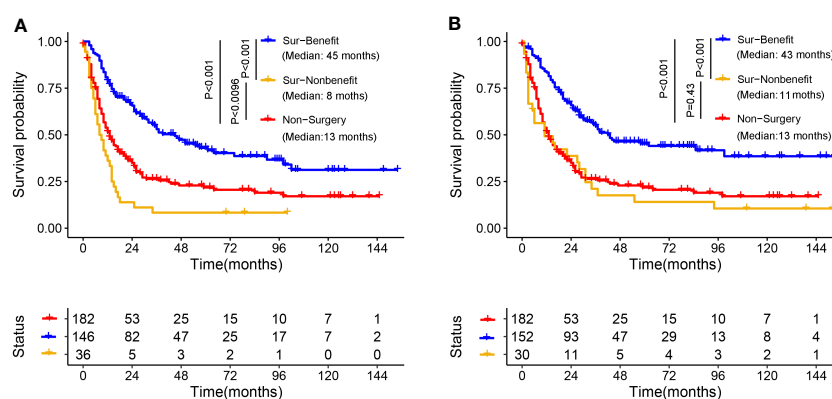 A
Survival probability
1.00
0.75
0.50
0.25
0.00
0 24 48 72 96 120 144
Time(months)
P<0.001
P<0.0096
P<0.001
Sur−Benefit
(Median: 45 months)
Sur−Nonbenefit
(Median: 8 moths)
Non−Surgery
(Median:13 months)
Status
182 53 25 15 10 7 1
146 82 47 25 17 7 2
36 5 3 2 1 0 0
0 24 48 72 96 120 144
Time(months)
B
Survival probability
1.00
0.75
0.50
0.25
0.00
0 24 48 72 96 120 144
Time(months)
P<0.001
P=0.43
P<0.001
Sur−Benefit
(Median: 43 months)
Sur−Nonbenefit
(Median:11moths)
Non−Surgery
(Median:13 months)
Status
182 53 25 15 10 7 1
152 93 47 29 13 8 4
30 11 5 4 3 2 1
0 24 48 72 96 120 144
Time(months)